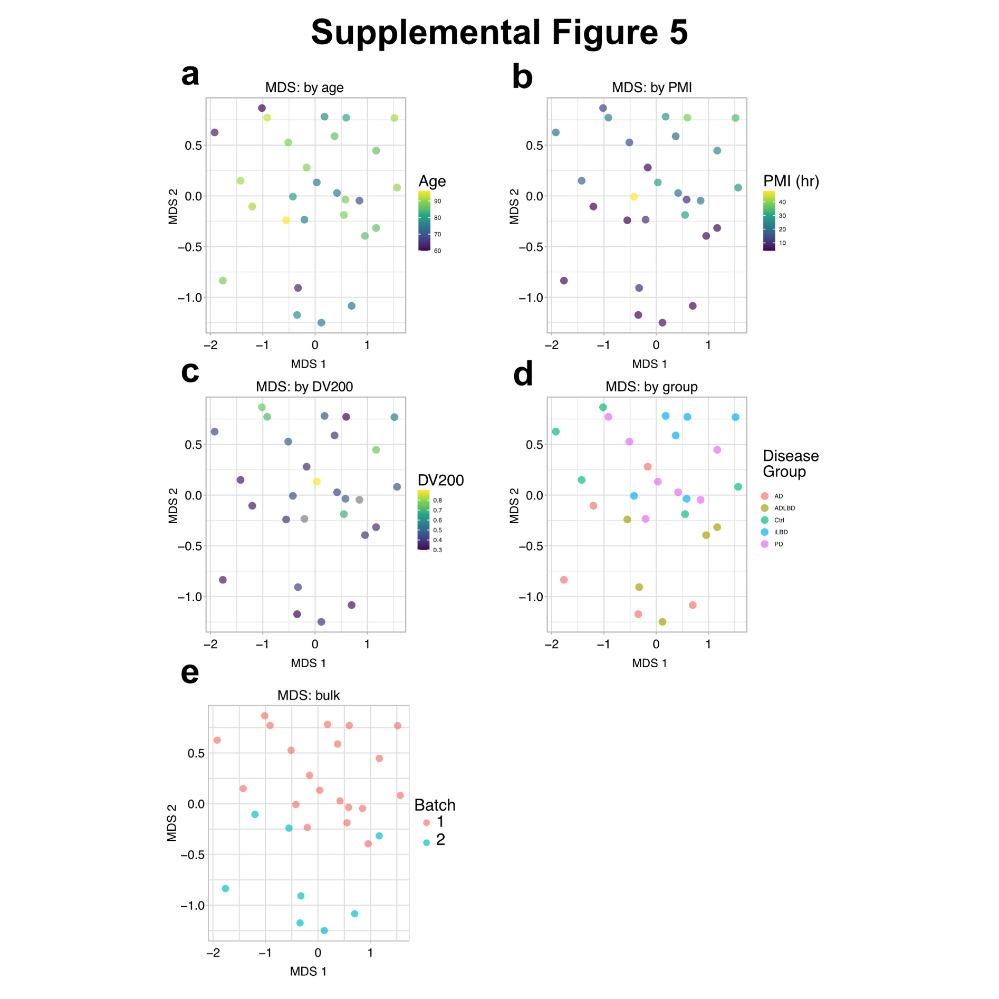 Supplemental Figure 5
a
MDS: by age
MDS 2
0.5
0.0
−0.5
−1.0
−2 −1 0 1
MDS 1
Age
90
80
70
60
b
MDS: by PMI
MDS 2
0.5
0.0
−0.5
−1.0
−2 −1 0 1
MDS 1
PMI (hr)
40
30
20
10
c
MDS: by DV200
MDS 2
0.5
0.0
−0.5
−1.0
−2 −1 0 1
MDS 1
DV200
0.8
0.7
0.6
0.5
0.4
0.3
d
MDS: by group
MDS 2
0.5
0.0
−0.5
−1.0
−2 −1 0 1
MDS 1
Disease
Group
AD
ADLBD
Ctrl
iLBD
PD
e
MDS: bulk
MDS 2
0.5
0.0
−0.5
−1.0
−2 −1 0 1
MDS 1
Batch
1
2